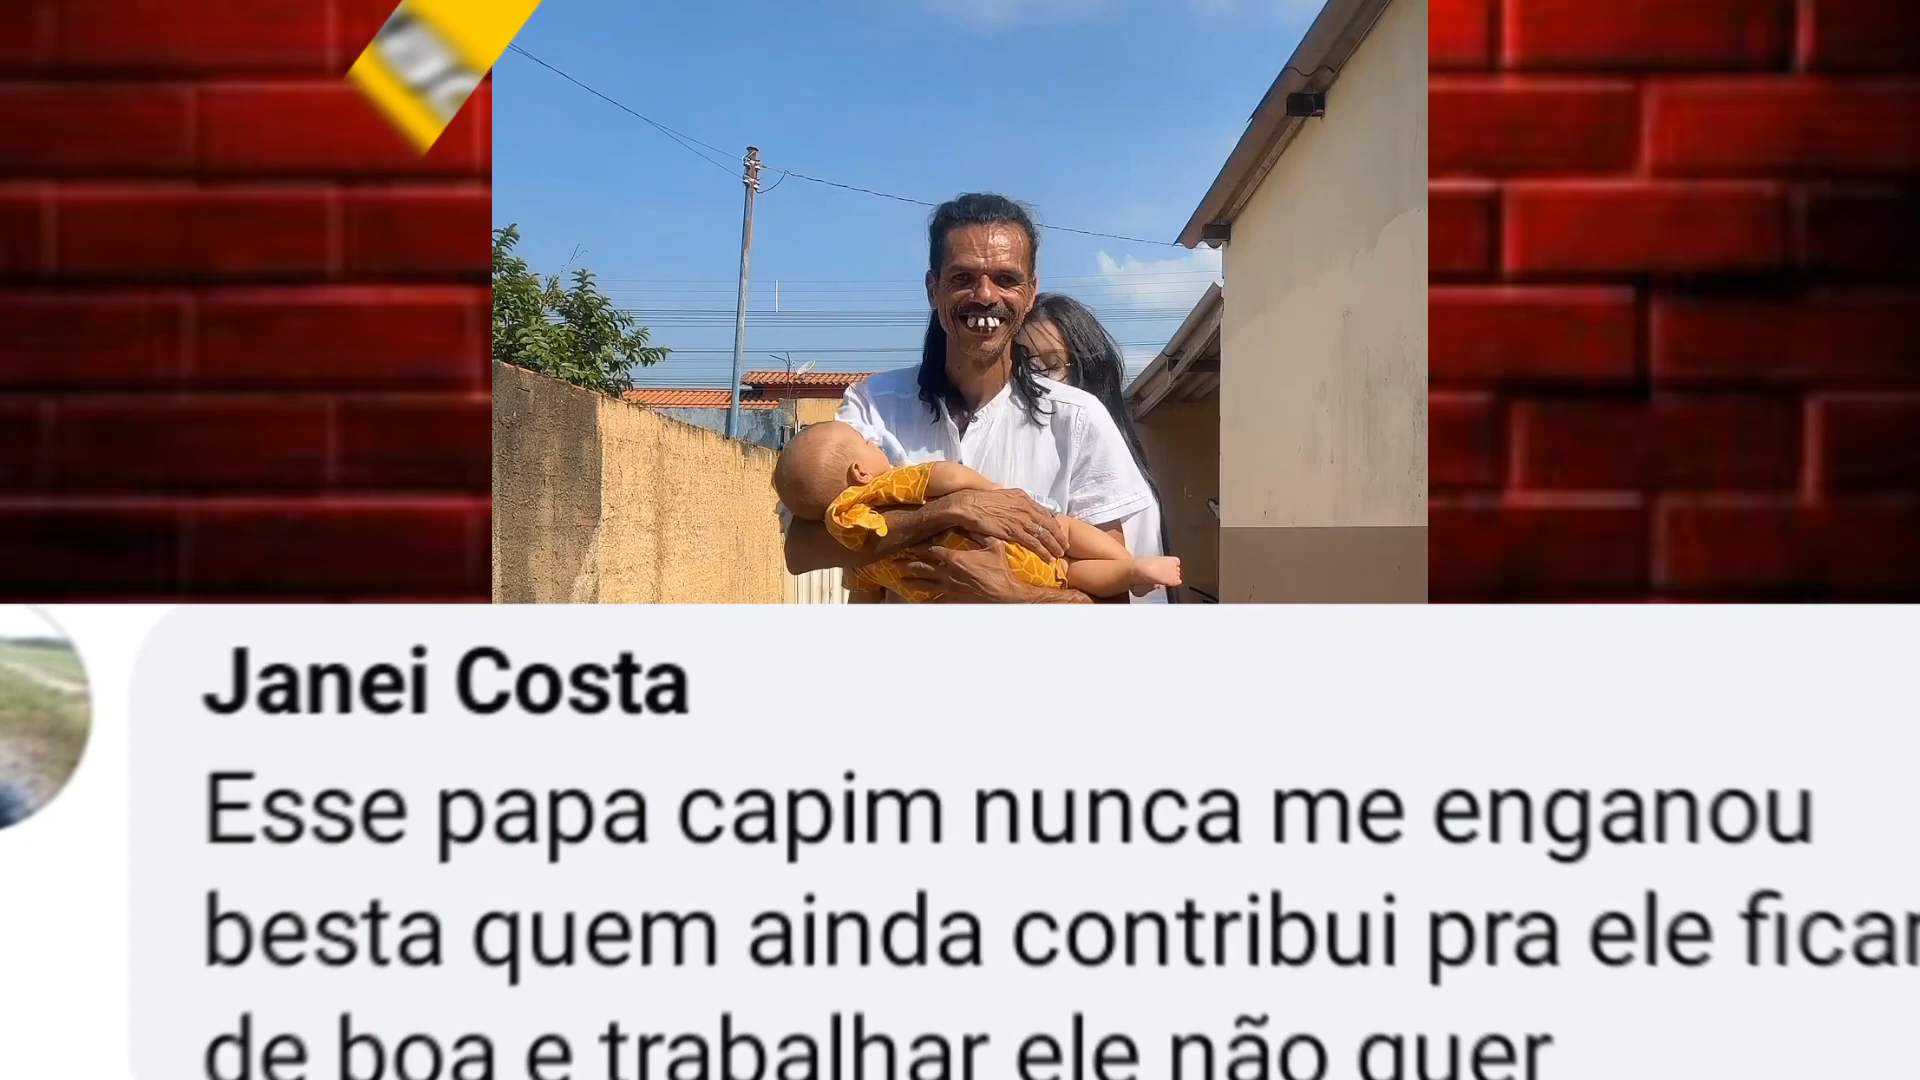 Janei Costa
Esse papa capim nunca me enganou
besta quem ainda contribui pra ele ficar
de boa e trabalhar ele não quer